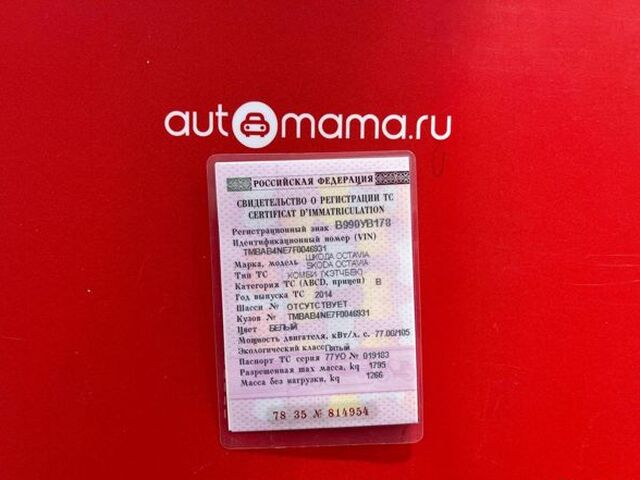 automama.ru
РОССИЙСКАЯ ФЕДЕРАЦИЯ
СВИДЕТЕЛЬСТВО О РЕГИСТРАЦИИ ТС
CERTIFICAT D'IMMATRICULATION
Регистрационный знак В990УВ178
Идентификационный номер (VIN)
TMBAB4NE7F0046931
Марка, модель ШКОДА OCTAVIA
SKODA OCTAVIA
Тип ТС КОМБИ (ХЭТЧБЕК)
Категория ТС (ABCD, прицеп) B
Год выпуска ТС 2014
Шасси № ОТСУТСТВУЕТ
Кузов № TMBAB4NE7F0046931
Цвет БЕЛЫЙ
Мощность двигателя, кВт/л. с. 77.00/105
Экологический класс Пятый
Паспорт ТС серия 77УО № 019183
Разрешенная max масса, kg 1795
Масса без нагрузки, kg 1266
78 35 № 814954